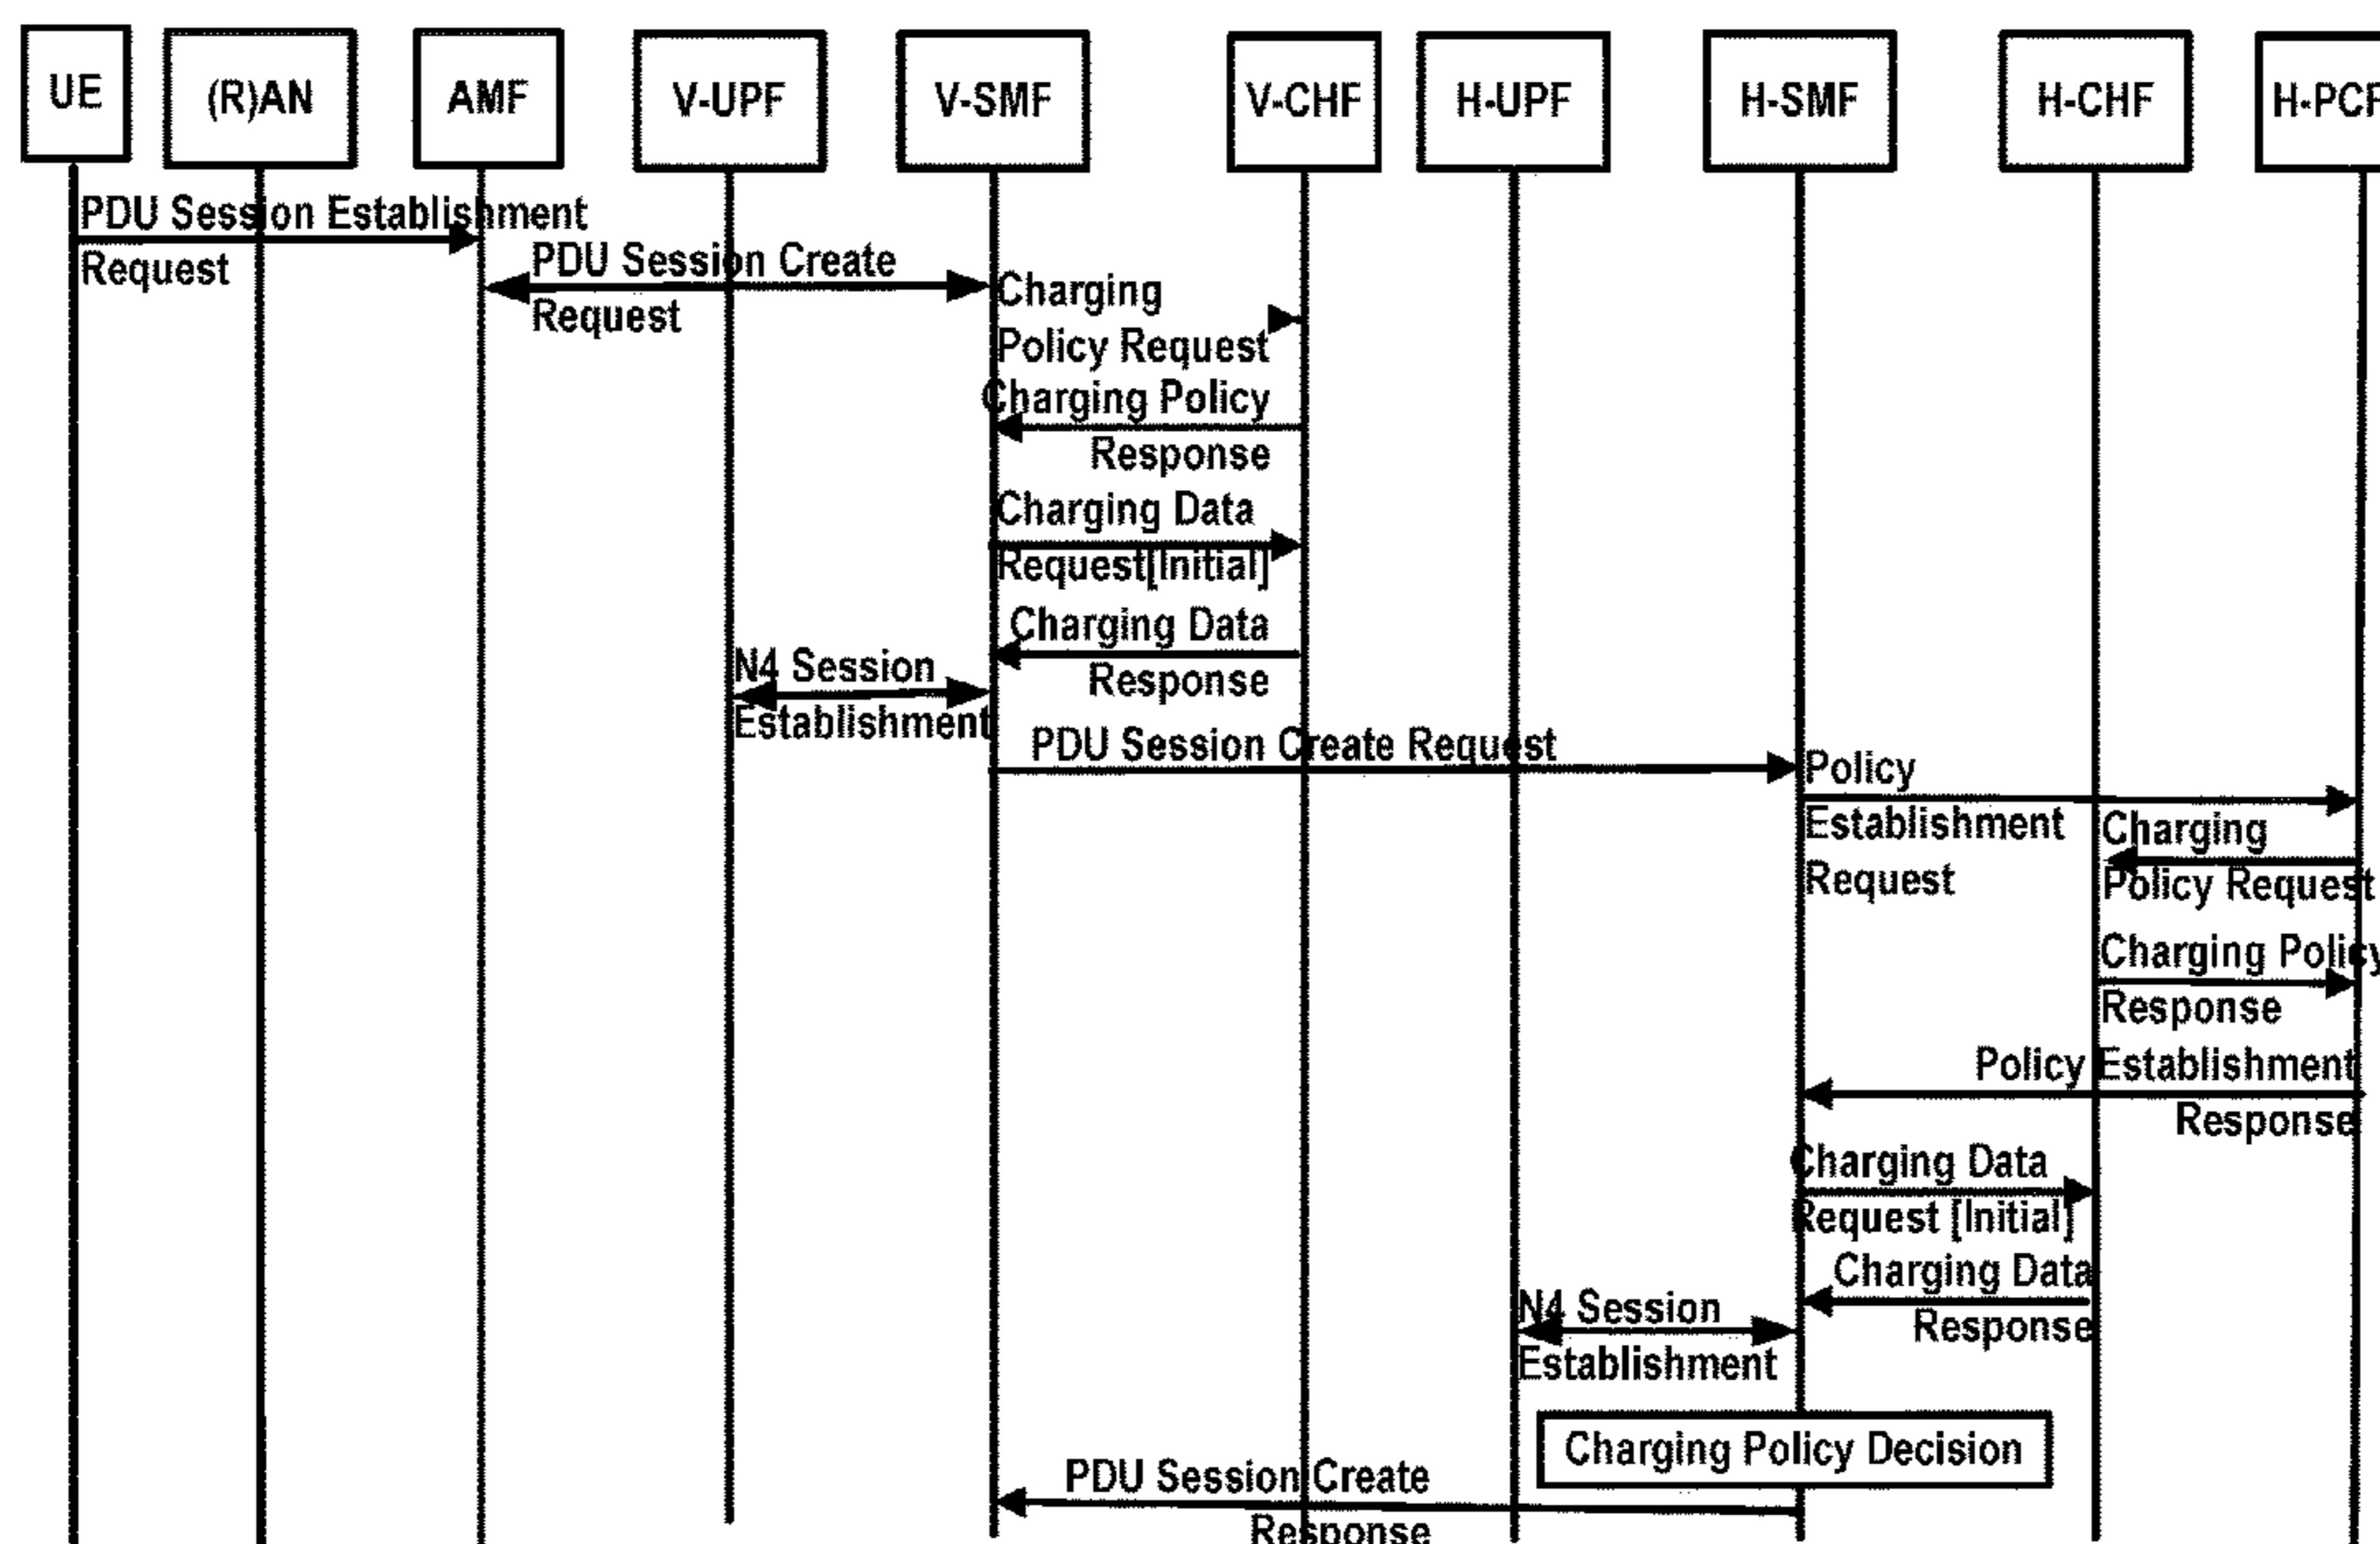 UE
(R)AN
AMF
V-UPF
V-SMF
V-CHF
H-UPF
H-SMF
H-CHF
H-PCF
PDU Session Establishment
Request
PDU Session Create
Request
Charging
Policy Request
Charging Policy
Response
Charging Data
Request[Initial]
Charging Data
Response
N4 Session
Establishment
PDU Session Create Request
Policy
Establishment
Request
Charging
Policy Request
Charging Policy
Response
Policy Establishment
Response
Charging Data
Request [Initial]
Charging Data
Response
N4 Session
Establishment
Charging Policy Decision
PDU Session Create
Response